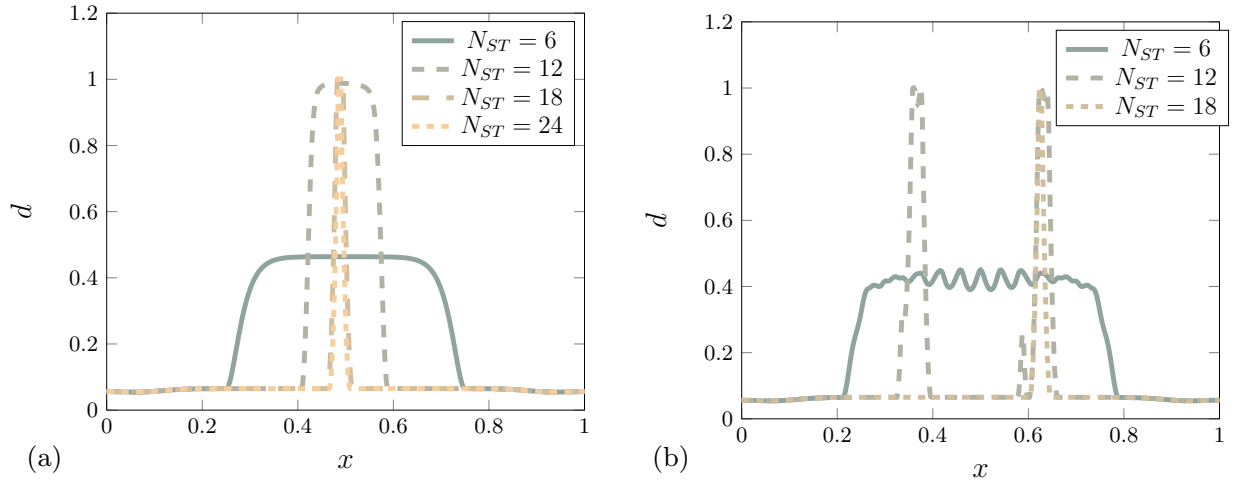 1.2
1
0.8
0.6
0.4
0.2
0
d
N_{ST} = 6
N_{ST} = 12
N_{ST} = 18
N_{ST} = 24
0 0.2 0.4 0.6 0.8 1
(a) x
1.2
1
0.8
0.6
0.4
0.2
0
d
N_{ST} = 6
N_{ST} = 12
N_{ST} = 18
0 0.2 0.4 0.6 0.8 1
(b) x